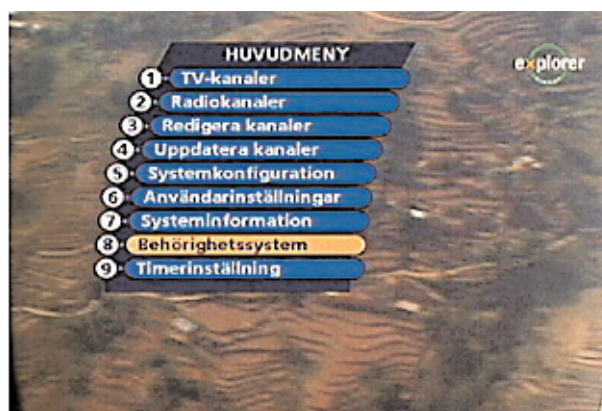 HUVUDMENY
explorer
1 TV-kanaler
2 Radiokanaler
3 Redigera kanaler
4 Uppdatera kanaler
5 Systemkonfiguration
6 Användarinställningar
7 Systeminformation
8 Behörighetssystem
9 Timerinställning